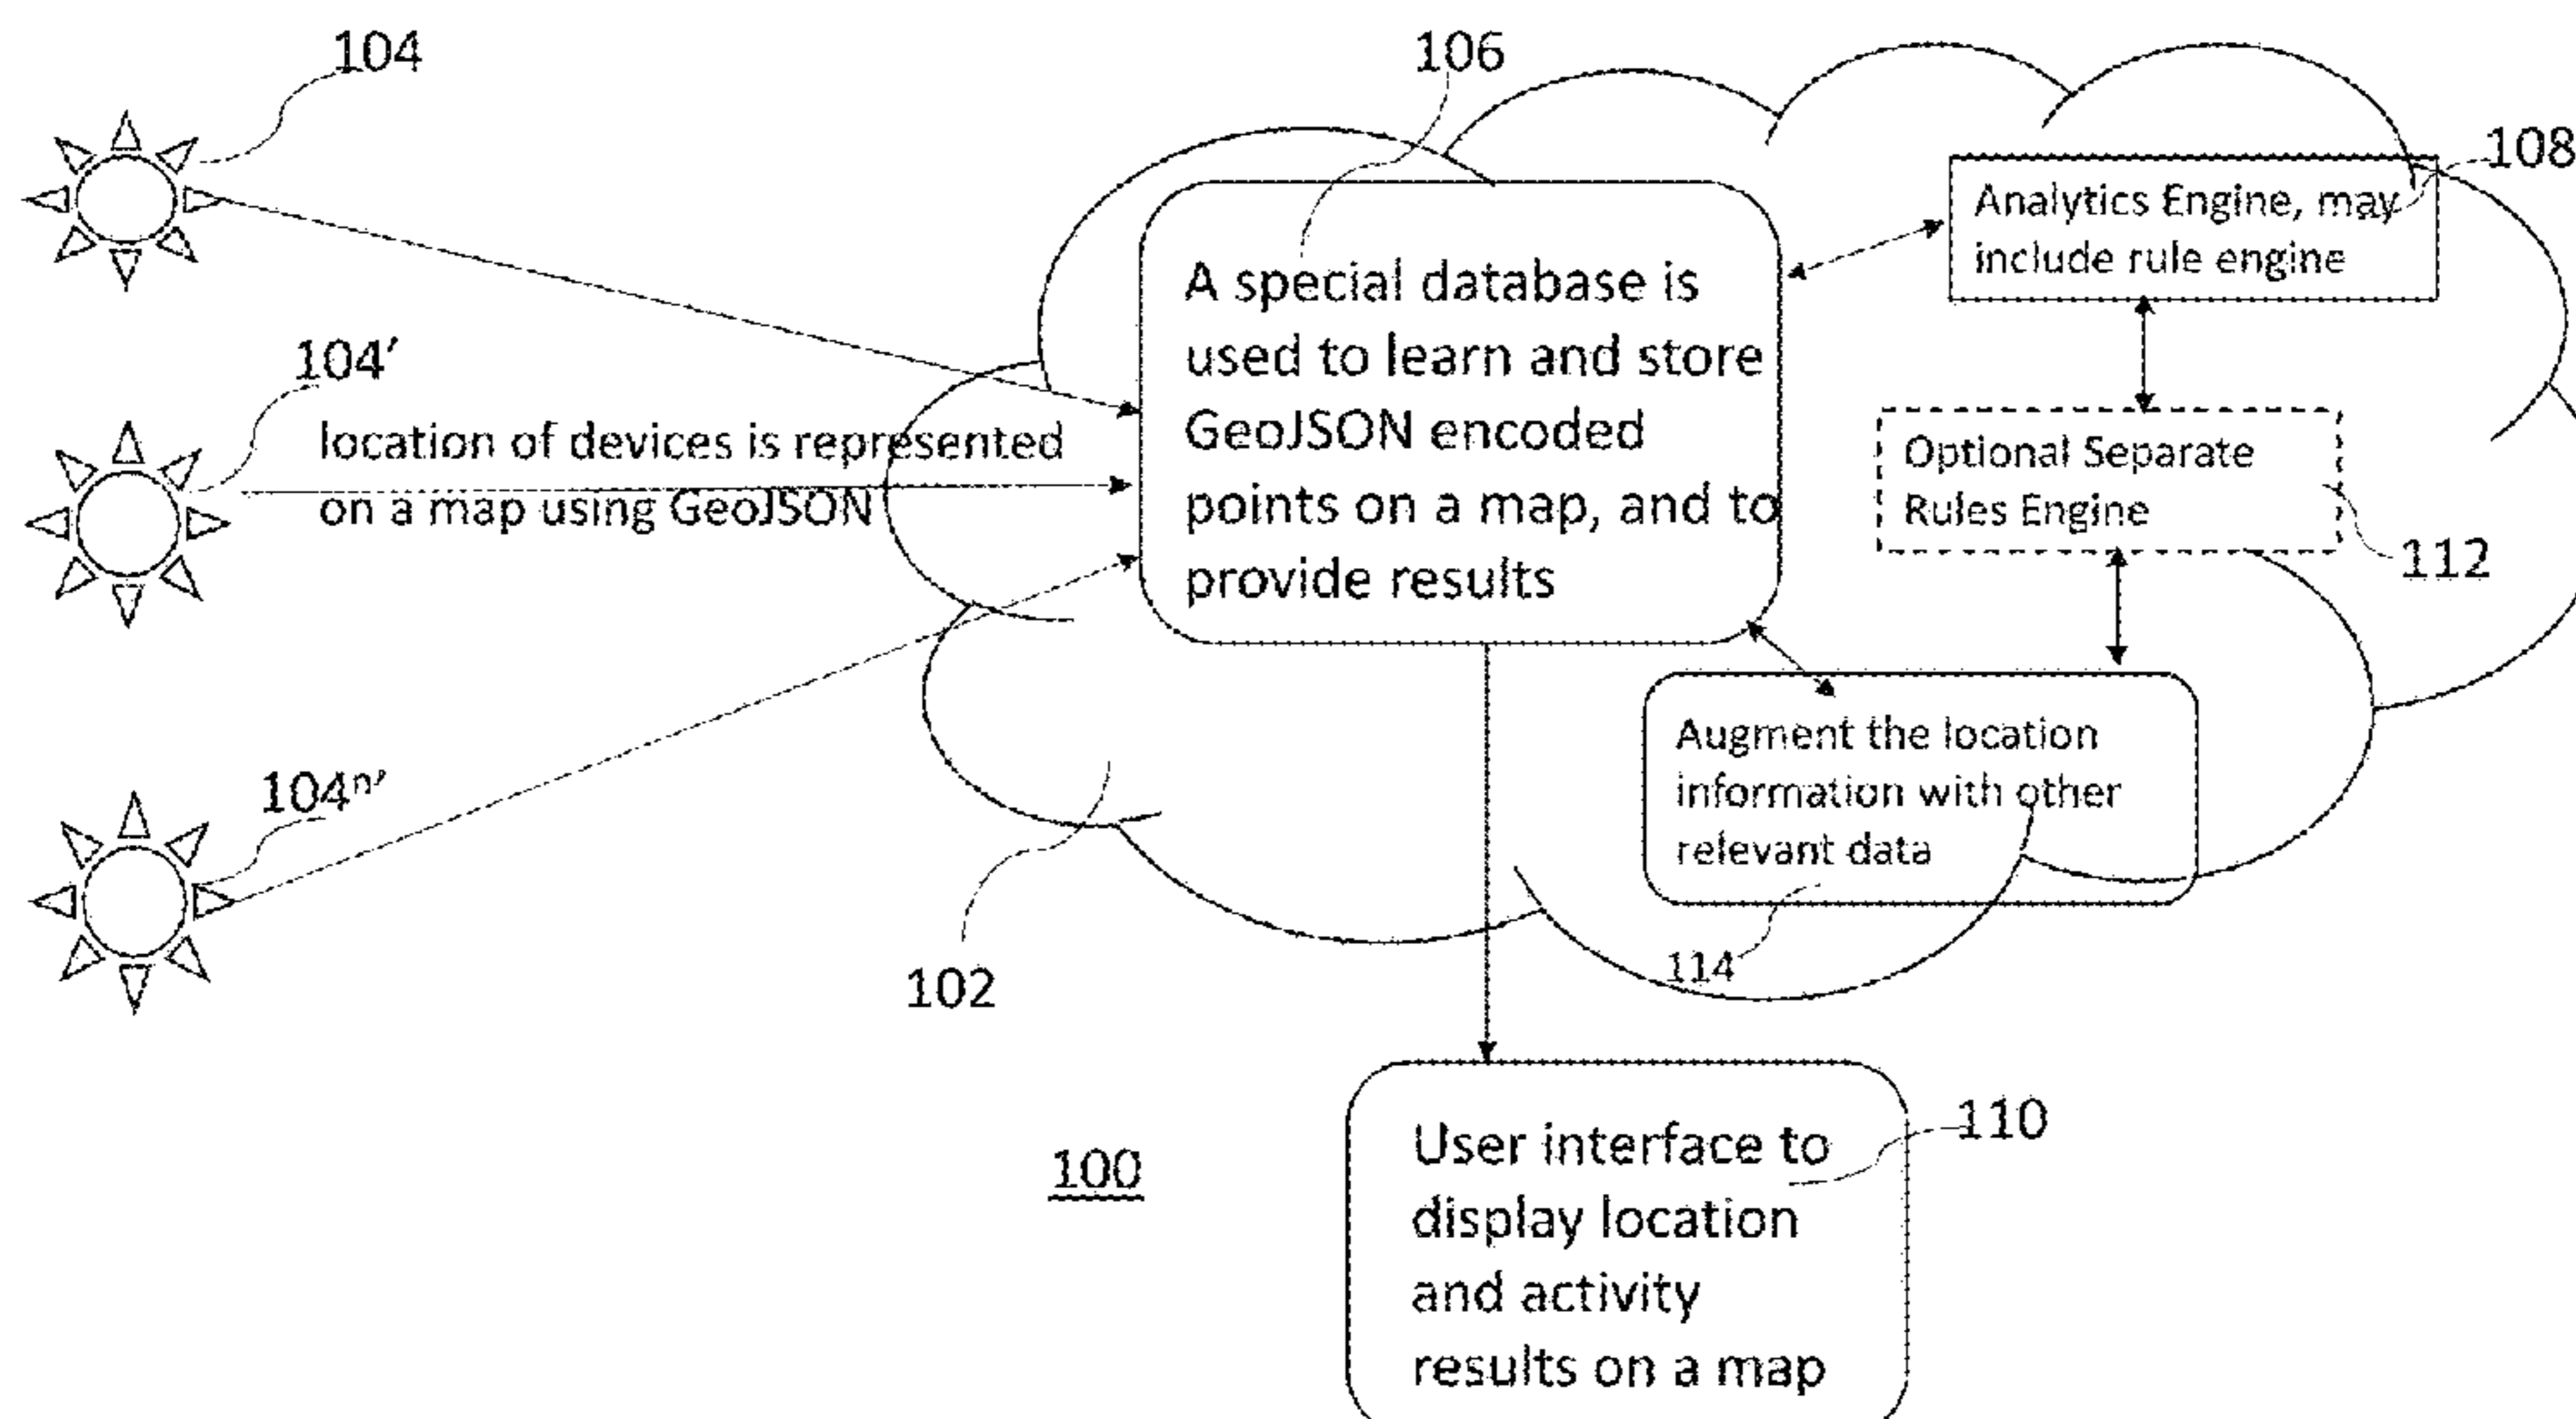 104
106
108
Analytics Engine, may
include rule engine
A special database is
used to learn and store
GeoJSON encoded
points on a map, and to
provide results
104′
location of devices is represented
on a map using GeoJSON
Optional Separate
Rules Engine
112
104n′
Augment the location
information with other
relevant data
114
102
100
110
User interface to
display location
and activity
results on a map